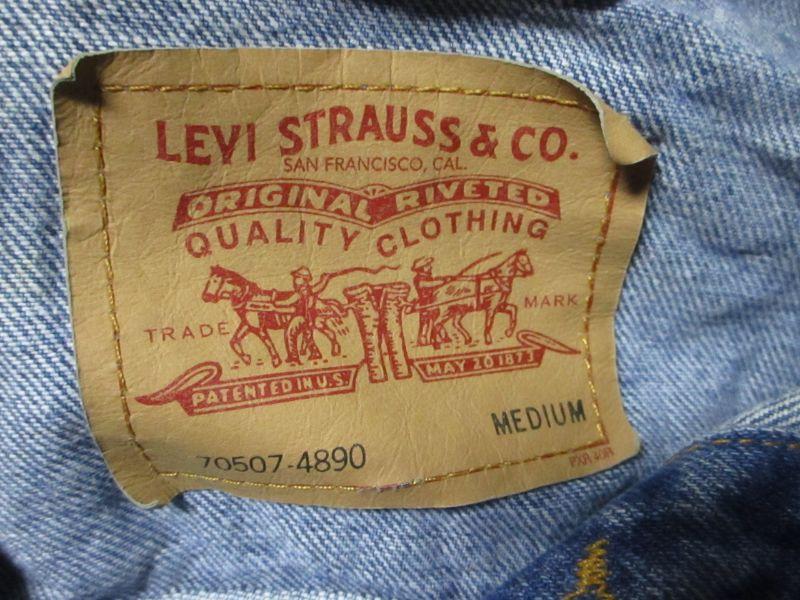 LEVI STRAUSS & CO.
SAN FRANCISCO, CAL.
ORIGINAL RIVETED
QUALITY CLOTHING
TRADE MARK
PATENTED IN U.S. MAY 20 1873
MEDIUM
70507-4890